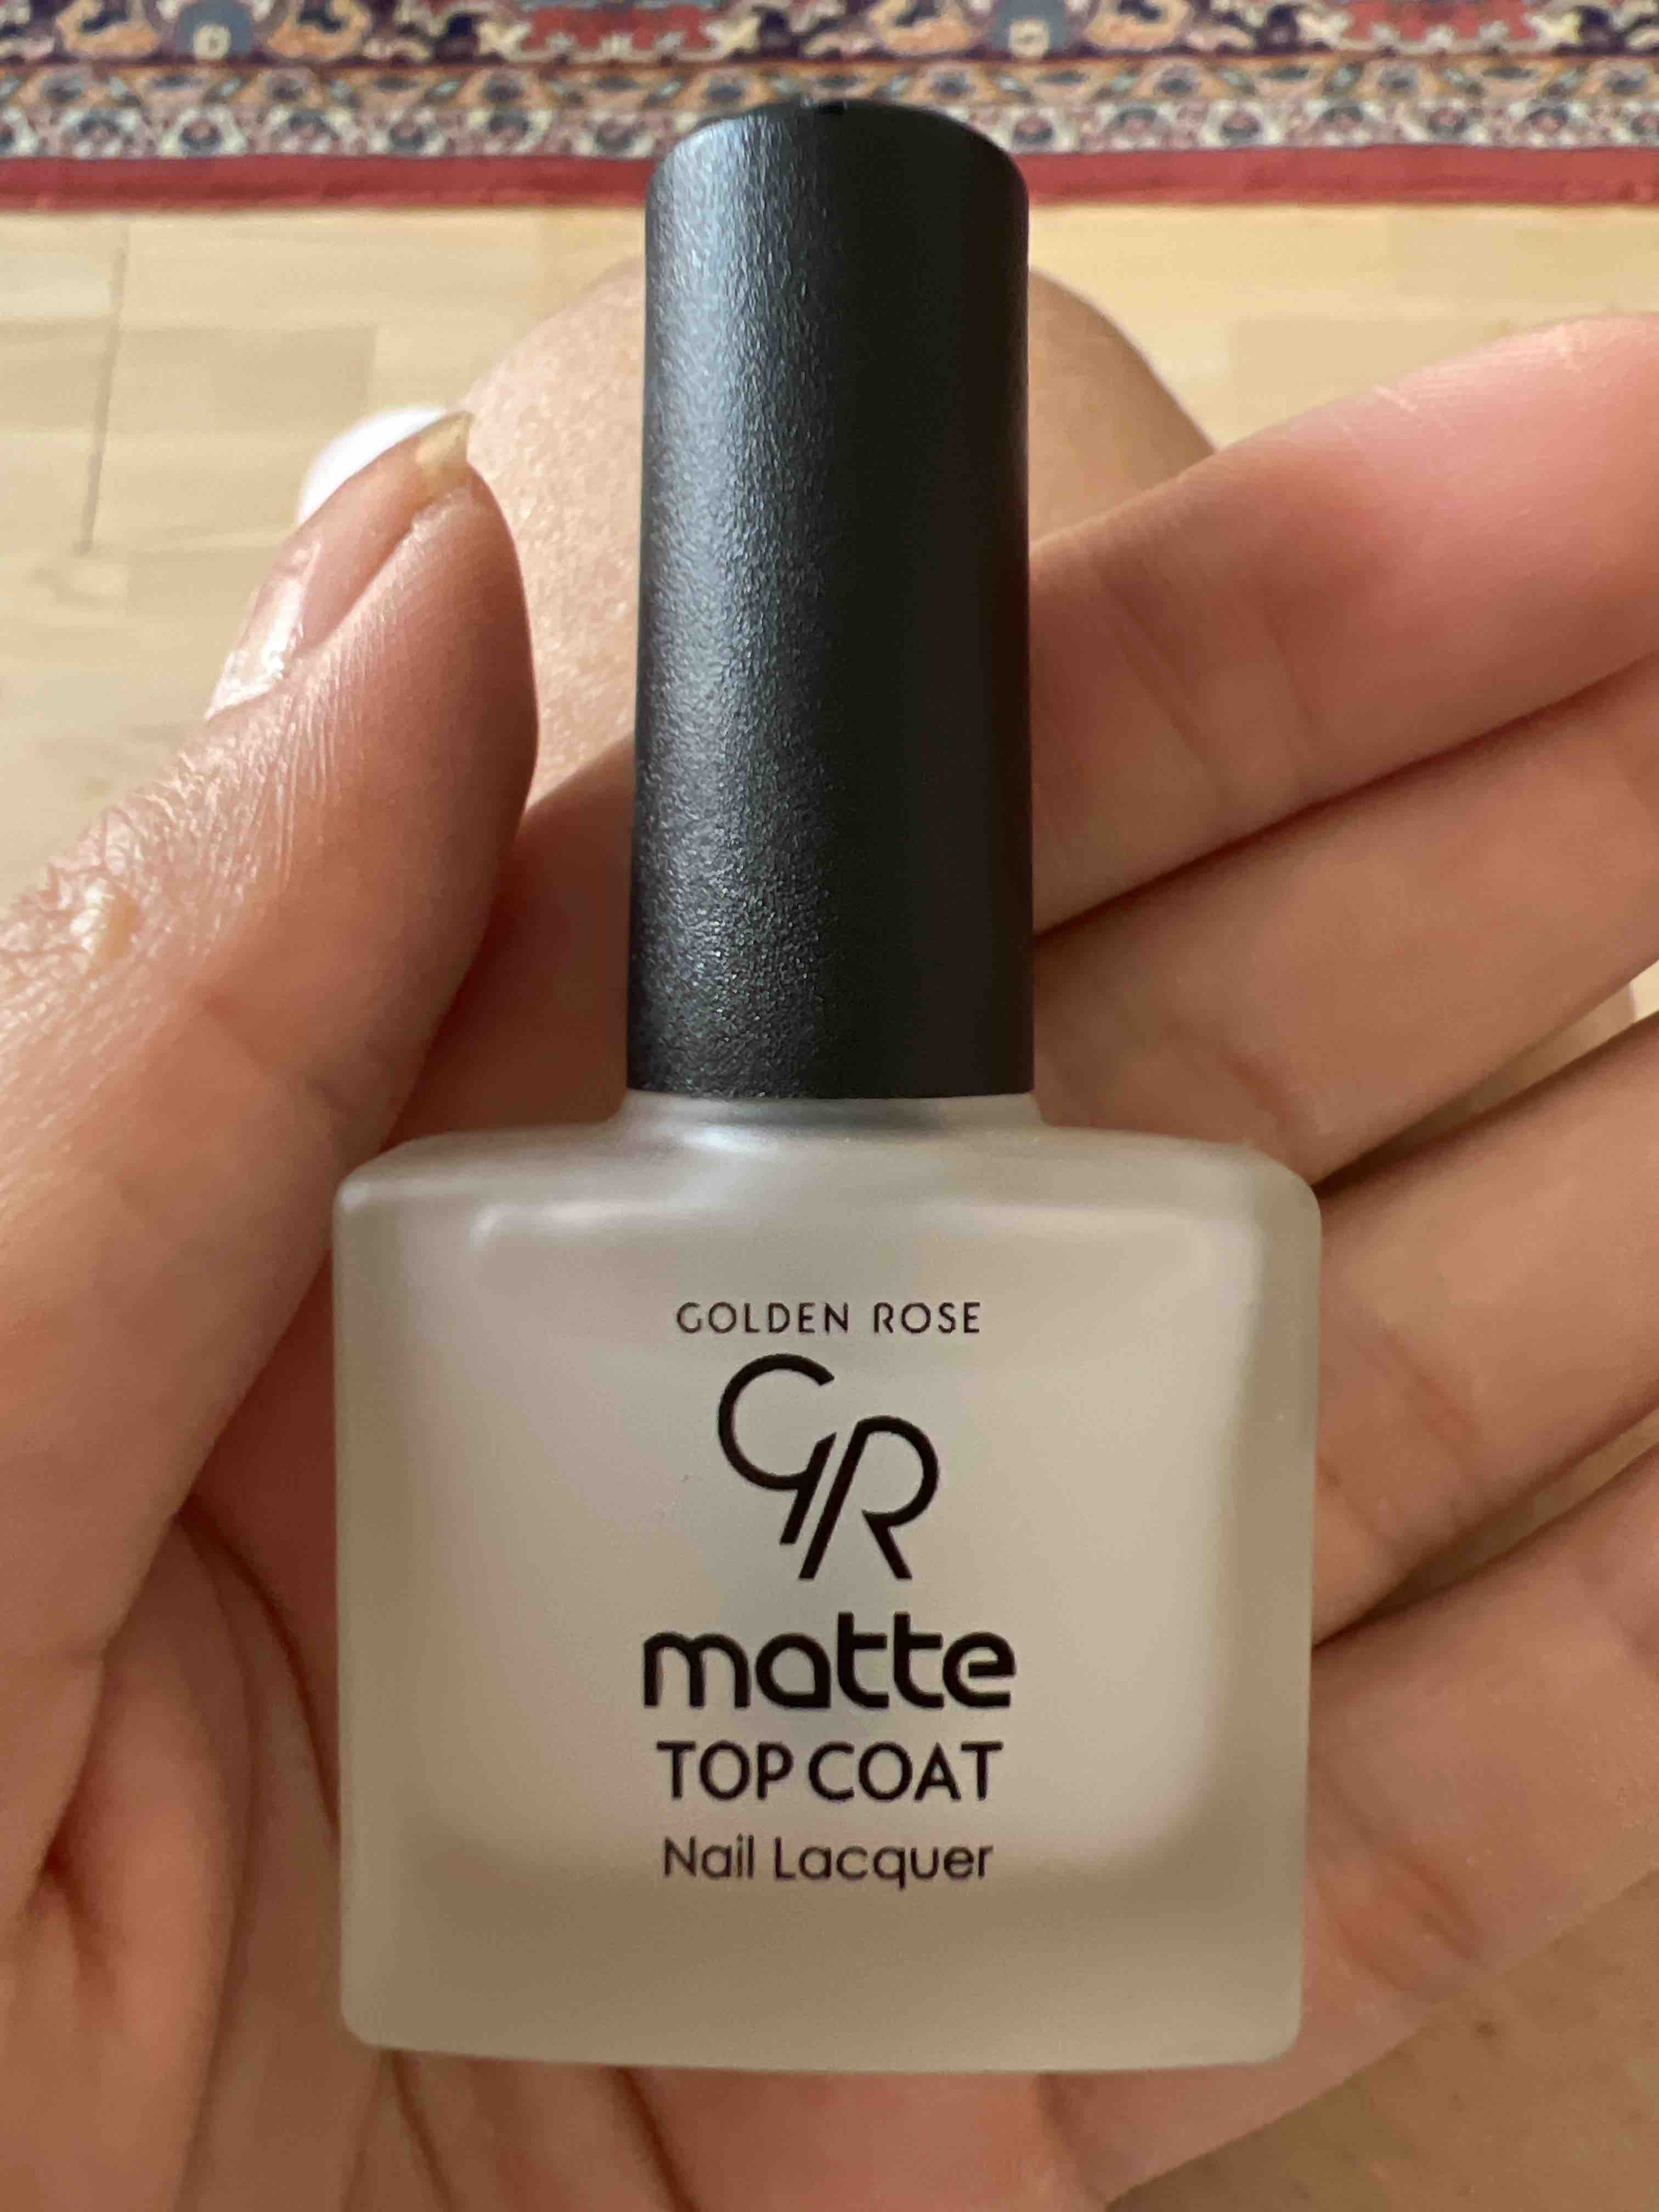 GOLDEN ROSE
GR
matte
TOP COAT
Nail Lacquer